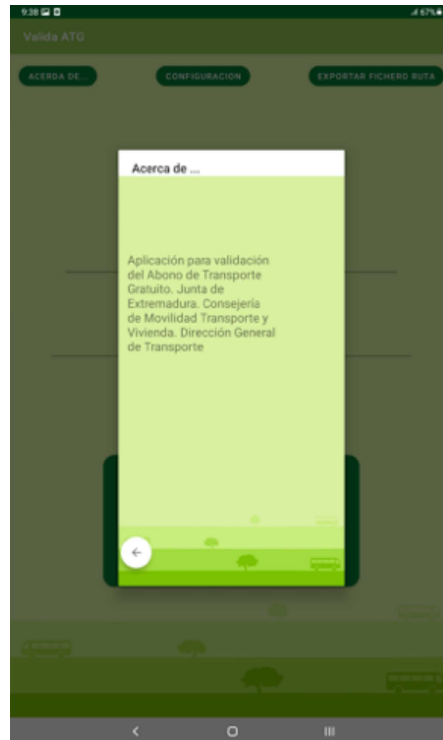 9:38
67%
Valida ATG
ACERDA DE...
CONFIGURACION
EXPORTAR FICHERO RUTA
Acerca de ...
Aplicación para validación
del Abono de Transporte
Gratuito. Junta de
Extremadura. Consejería
de Movilidad Transporte y
Vivienda. Dirección General
de Transporte